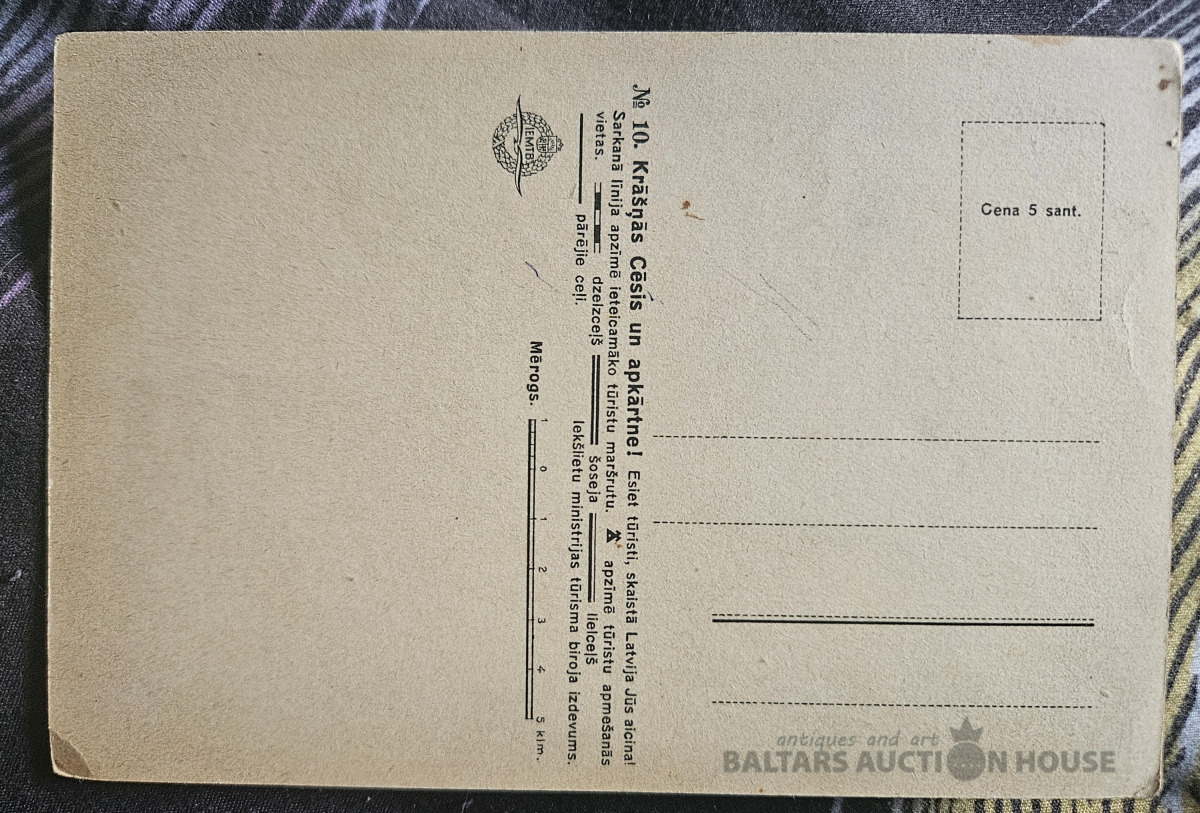 № 10. Krāšņās Cēsis un apkārtne! Esiet tūristi, skaistā Latvija Jūs aicina!
Sarkanā līnija apzīmē ieteicamāko tūristu maršrutu. apzīmē tūristu apmešanās
vietas. dzelzceļš šoseja lielceļš
pārējie ceļi. Iekšlietu ministrijas tūrisma biroja izdevums.
Mērogs. 1 0 1 2 3 4 5 klm.
IEMTB
Cena 5 sant.
antiques and art
BALTARS AUCTION HOUSE